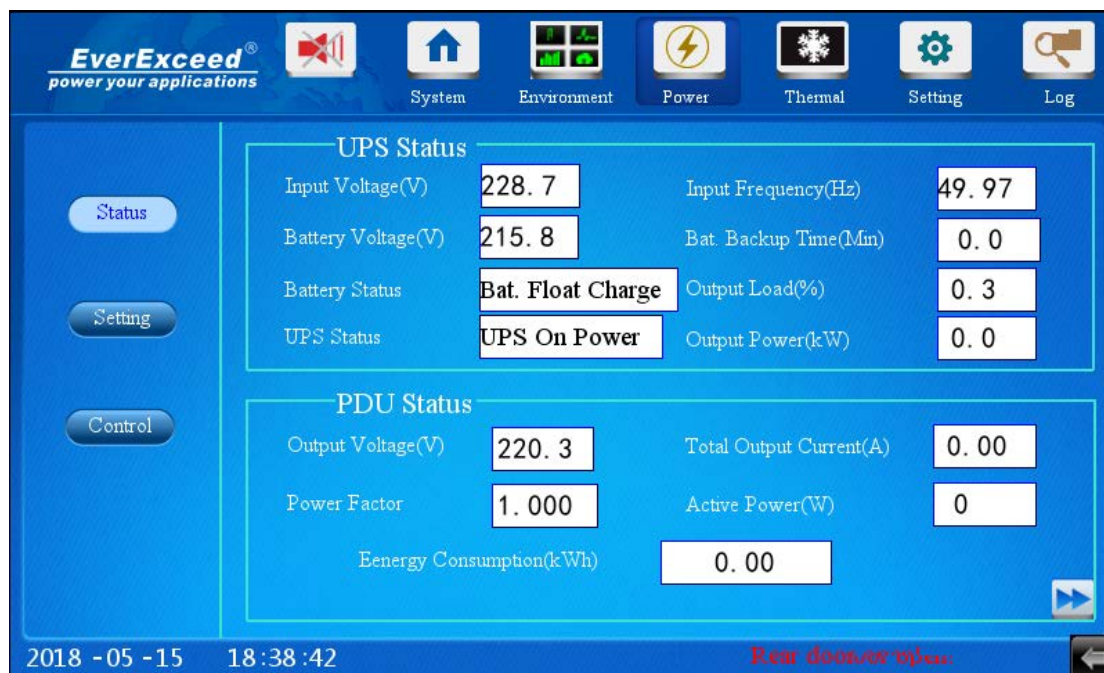 EverExceed®
power your applications
System
Environment
Power
Thermal
Setting
Log
Status
Setting
Control
UPS Status
Input Voltage(V) 228.7 Input Frequency(Hz) 49.97
Battery Voltage(V) 215.8 Bat. Backup Time(Min) 0.0
Battery Status Bat. Float Charge Output Load(%) 0.3
UPS Status UPS On Power Output Power(kW) 0.0
PDU Status
Output Voltage(V) 220.3 Total Output Current(A) 0.00
Power Factor 1.000 Active Power(W) 0
Eenergy Consumption(kWh) 0.00
2018 -05 -15 18:38:42 Rear